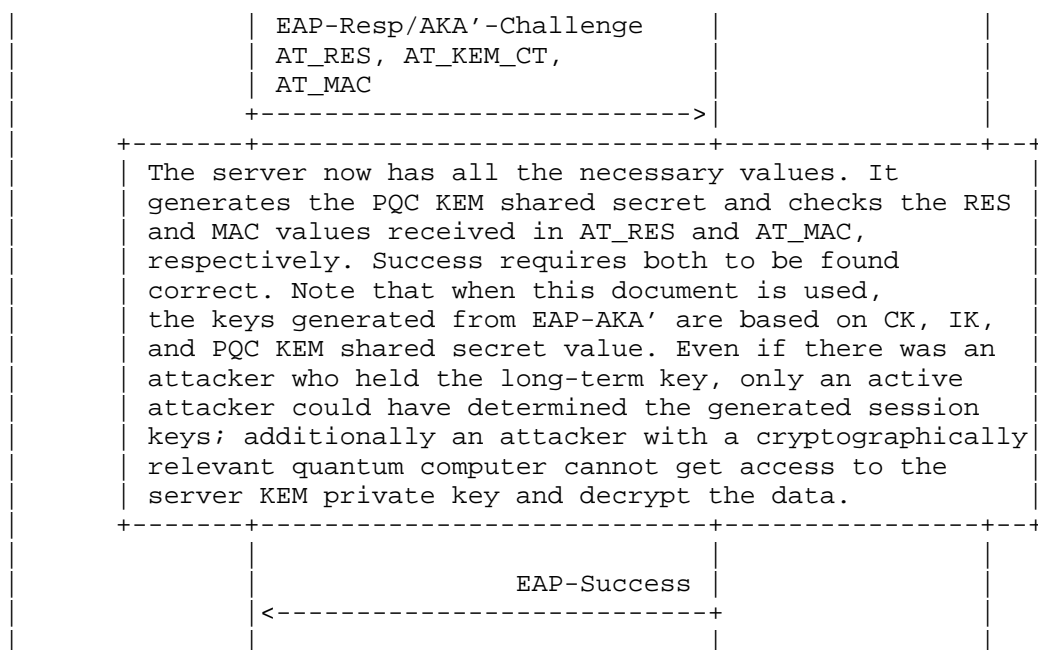 EAP-Resp/AKA'-Challenge
AT_RES, AT_KEM_CT,
AT_MAC
The server now has all the necessary values. It
generates the PQC KEM shared secret and checks the RES
and MAC values received in AT_RES and AT_MAC,
respectively. Success requires both to be found
correct. Note that when this document is used,
the keys generated from EAP-AKA' are based on CK, IK,
and PQC KEM shared secret value. Even if there was an
attacker who held the long-term key, only an active
attacker could have determined the generated session
keys; additionally an attacker with a cryptographically
relevant quantum computer cannot get access to the
server KEM private key and decrypt the data.
EAP-Success